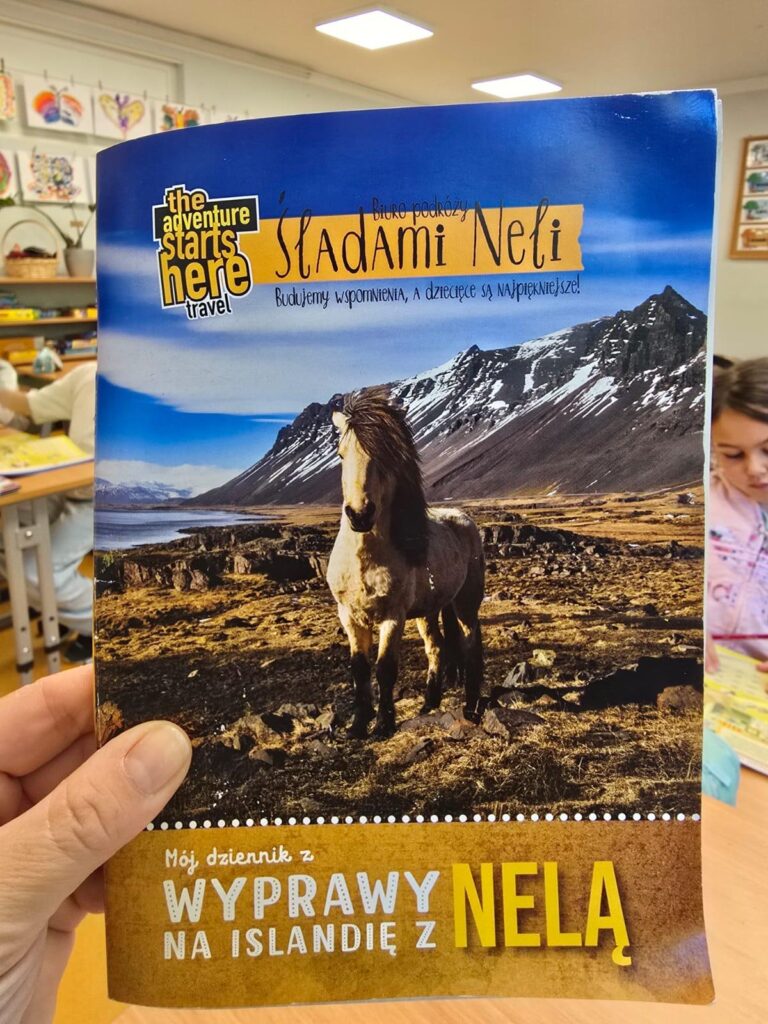 the
adventure
starts
here
travel
Biuro podróży
Śladami Neli
Budujemy wspomnienia, a dziecięce są najpiękniejsze!
Mój dziennik z
WYPRAWY
NA ISLANDIĘ Z
NELĄ